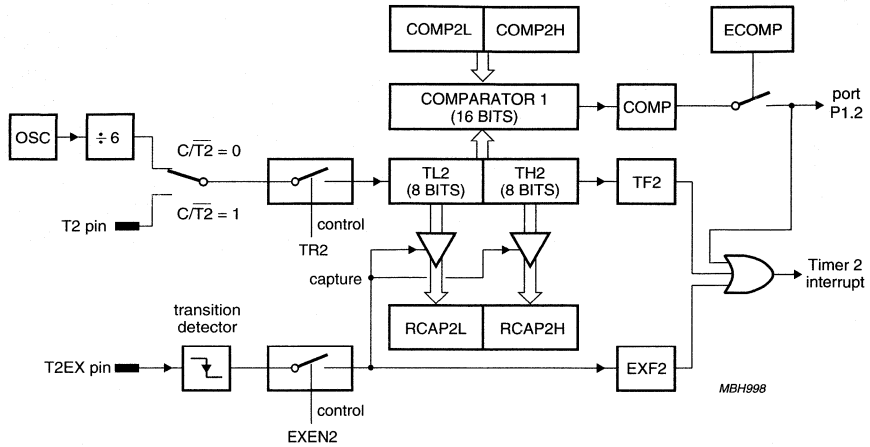 COMP2L COMP2H
ECOMP
COMPARATOR 1
(16 BITS)
COMP
port
P1.2
OSC
÷ 6
C/T2̅ = 0
C/T2̅ = 1
T2 pin
control
TR2
TL2
(8 BITS)
TH2
(8 BITS)
TF2
capture
Timer 2
interrupt
transition
detector
RCAP2L RCAP2H
T2EX pin
control
EXEN2
EXF2
MBH998